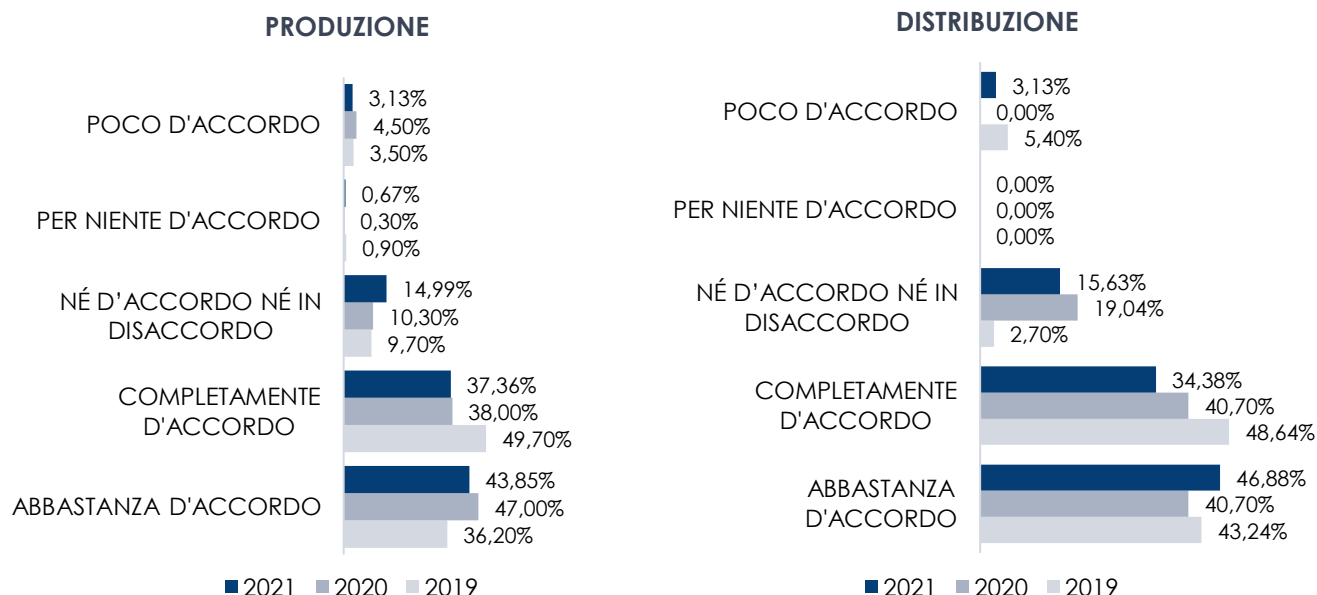 PRODUZIONE
POCO D'ACCORDO
3,13%
4,50%
3,50%
PER NIENTE D'ACCORDO
0,67%
0,30%
0,90%
NÉ D’ACCORDO NÉ IN
DISACCORDO
14,99%
10,30%
9,70%
COMPLETAMENTE
D'ACCORDO
37,36%
38,00%
49,70%
ABBASTANZA D'ACCORDO
43,85%
47,00%
36,20%
2021 2020 2019
DISTRIBUZIONE
POCO D'ACCORDO
3,13%
0,00%
5,40%
PER NIENTE D'ACCORDO
0,00%
0,00%
0,00%
NÉ D'ACCORDO NÉ IN
DISACCORDO
15,63%
19,04%
2,70%
COMPLETAMENTE
D'ACCORDO
34,38%
40,70%
48,64%
ABBASTANZA
D'ACCORDO
46,88%
40,70%
43,24%
2021 2020 2019